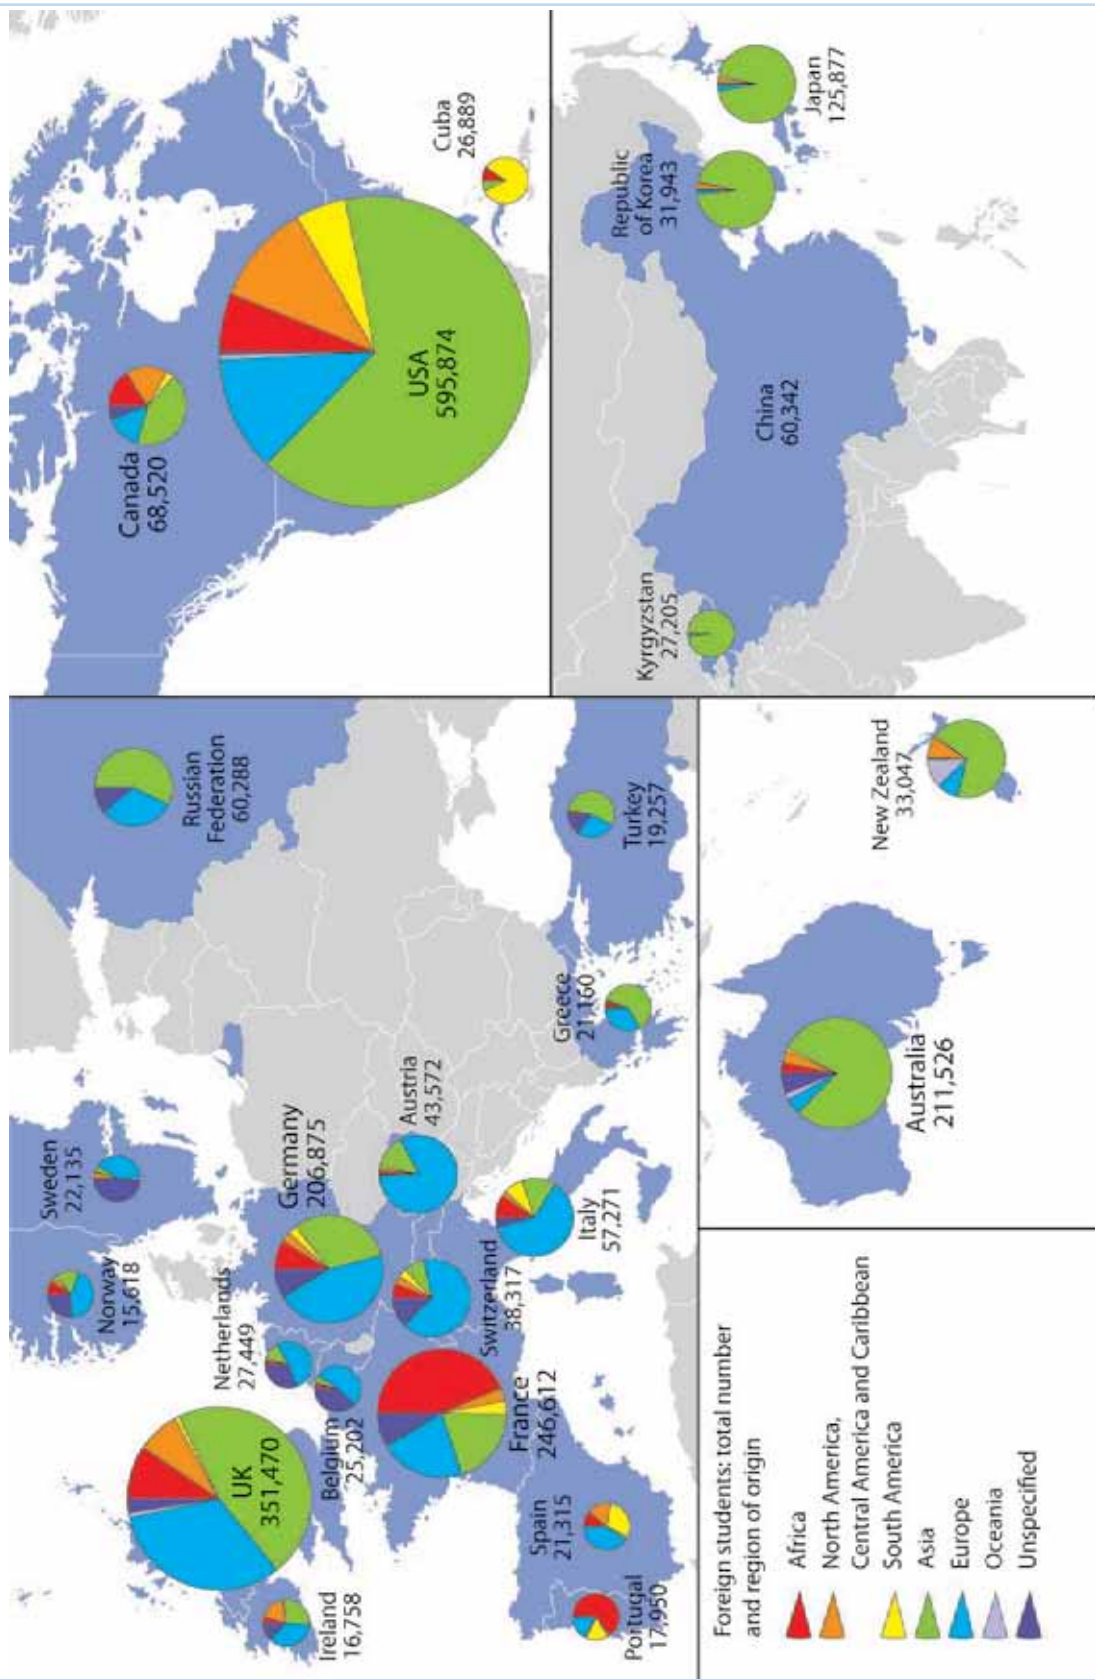 Sweden
22,135
Norway
15,618
Russian
Federation
60,288
Canada
68,520
USA
595,874
Cuba
26,889
UK
351,470
Ireland
16,758
Netherlands
27,449
Belgium
25,202
Germany
206,875
Austria
43,572
Switzerland
38,317
France
246,612
Italy
57,271
Spain
21,315
Portugal
17,950
Greece
21,160
Turkey
19,257
Kyrgyzstan
27,205
China
60,342
Republic
of Korea
31,943
Japan
125,877
Australia
211,526
New Zealand
33,047
Foreign students: total number
and region of origin
Africa
North America,
Central America and Caribbean
South America
Asia
Europe
Oceania
Unspecified